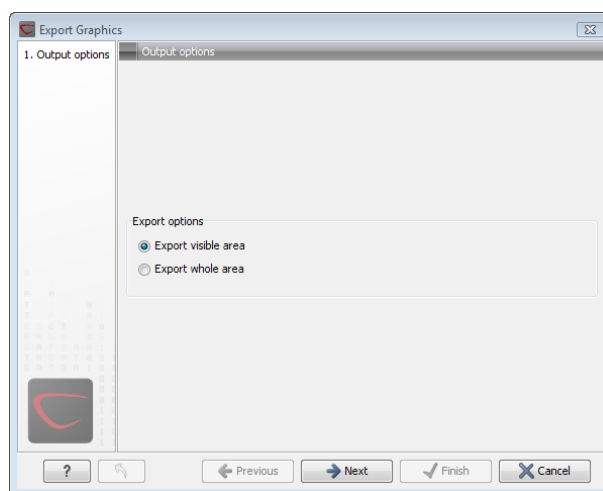 Export Graphics
1. Output options
Output options
Export options
Export visible area
Export whole area
? Previous Next Finish Cancel